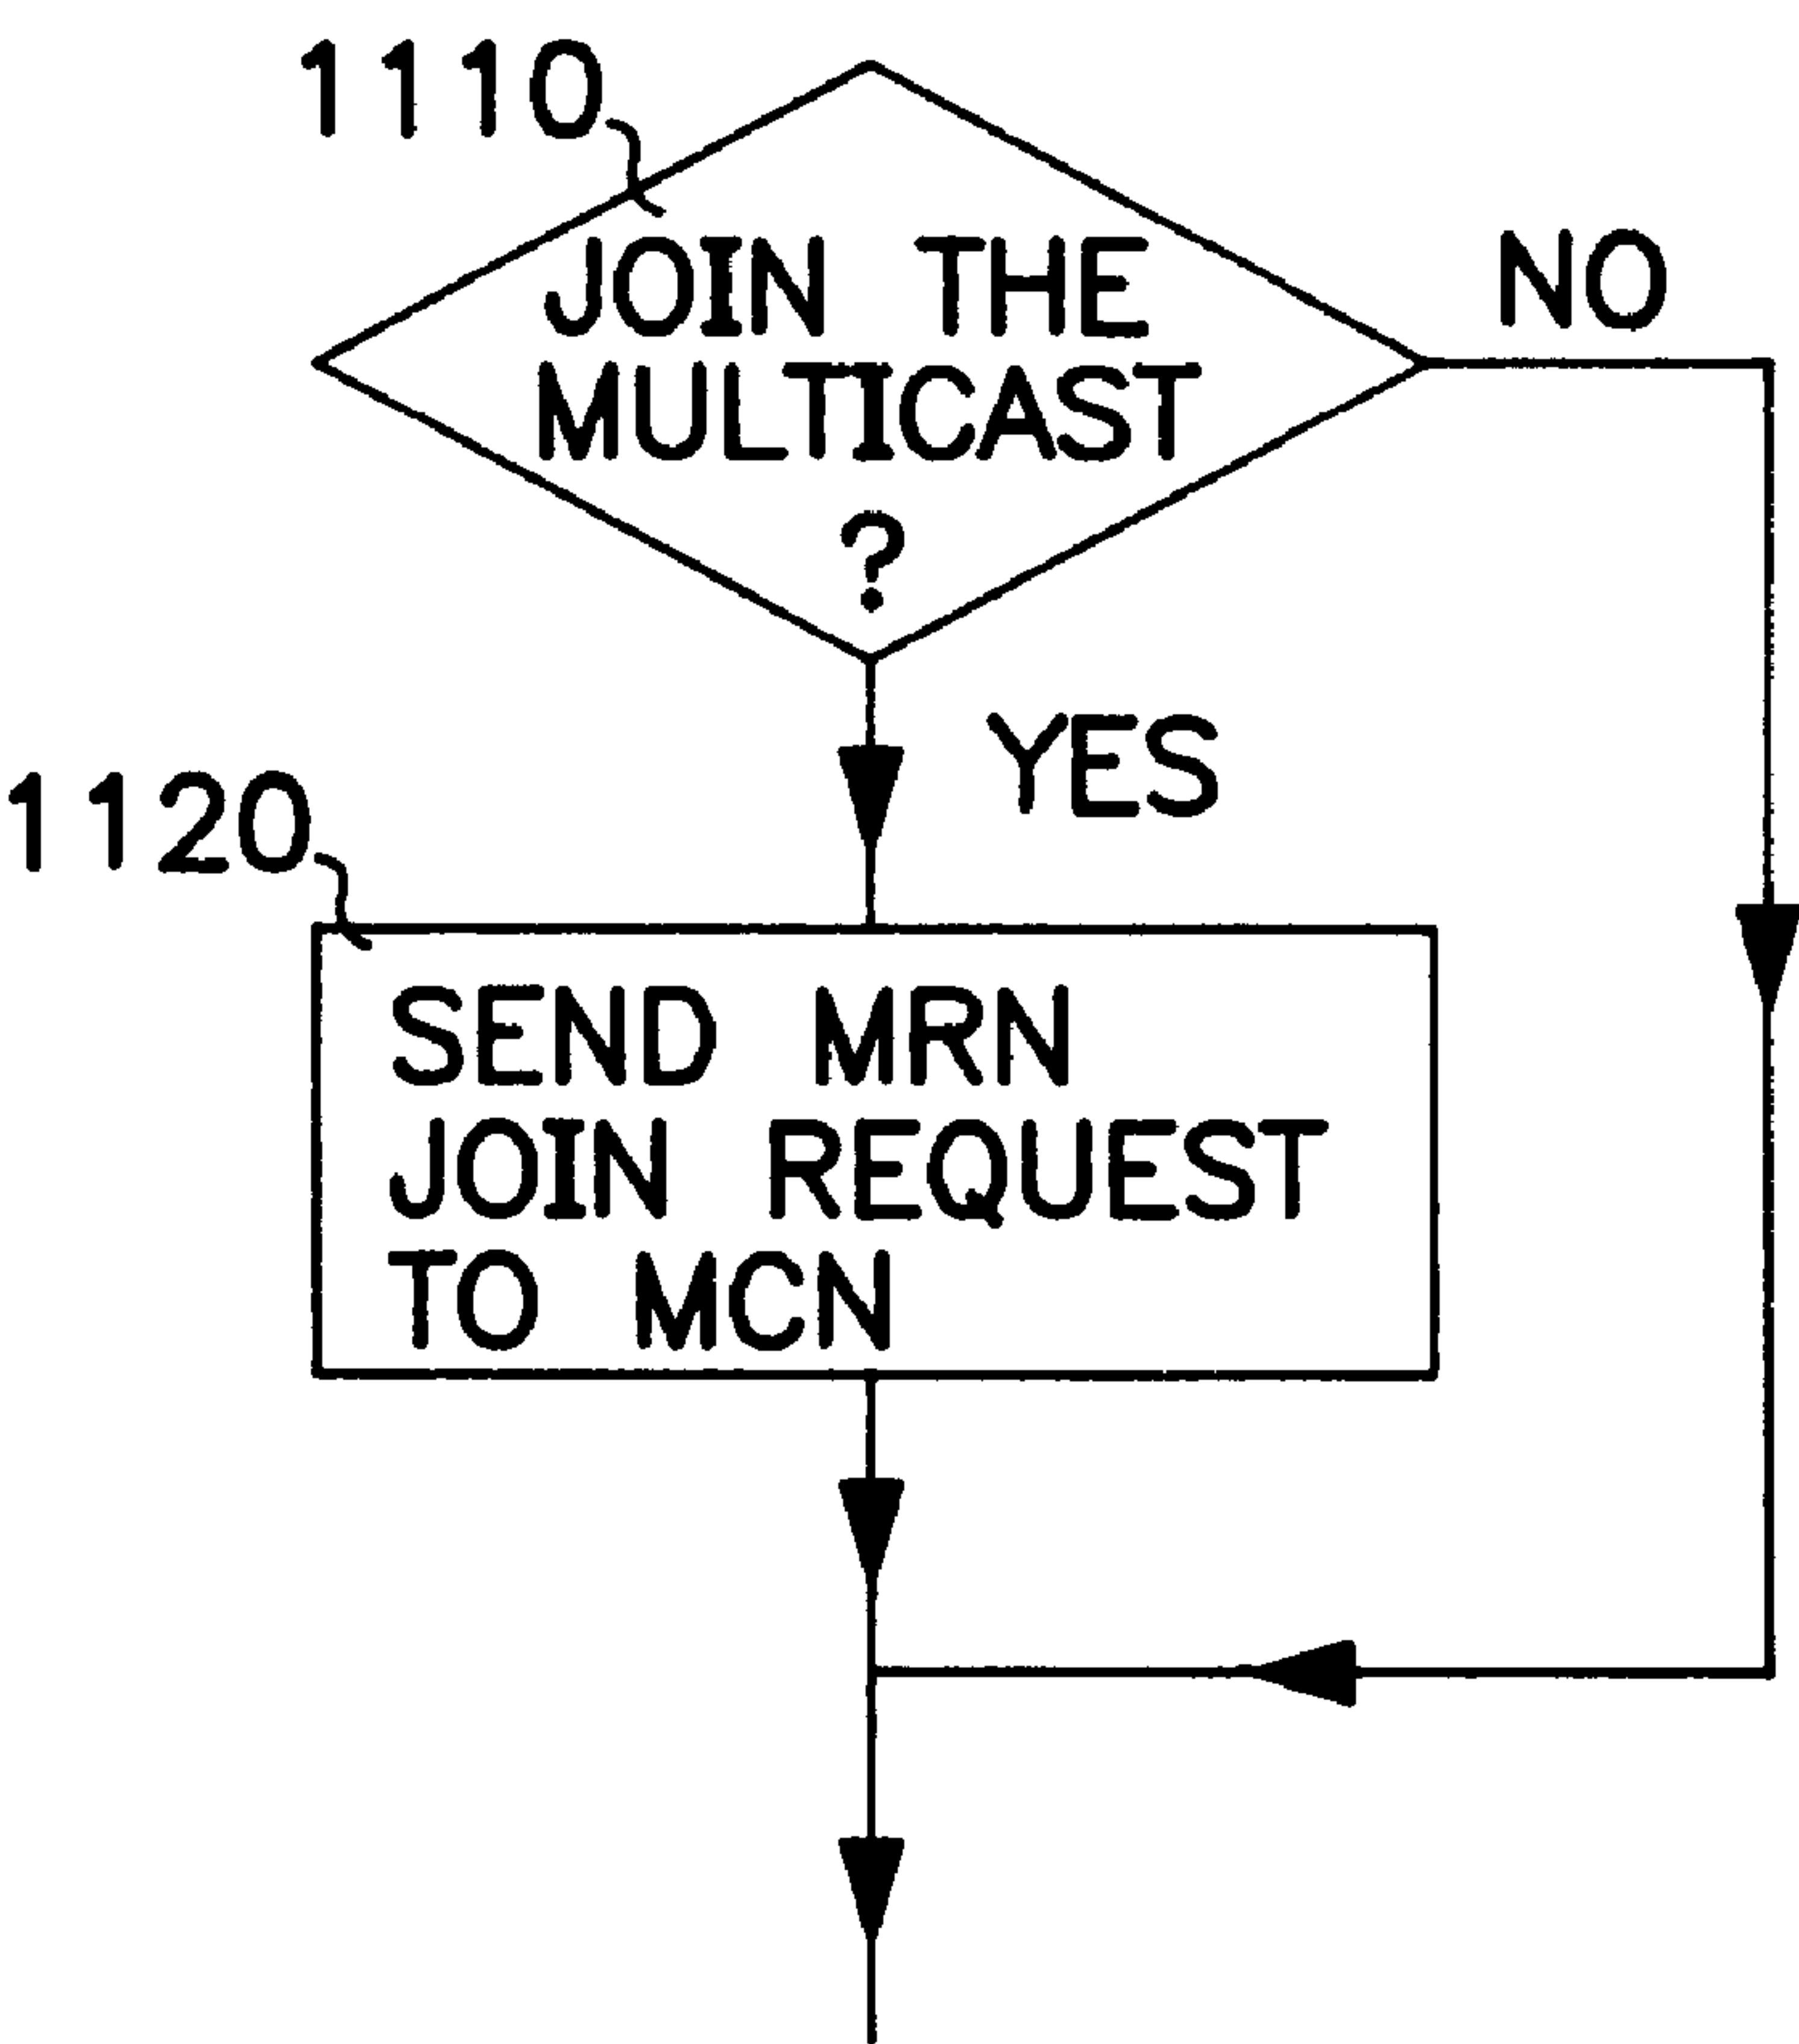 1110
JOIN THE
MULTICAST
?
NO
YES
1120
SEND MRN
JOIN REQUEST
TO MCN